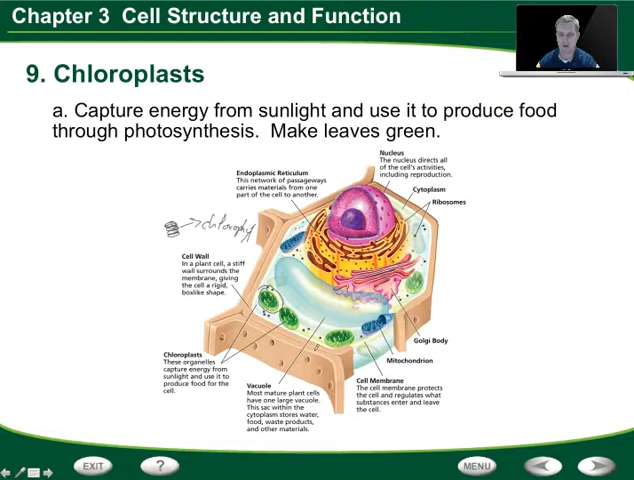 Chapter 3 Cell Structure and Function
9. Chloroplasts
a. Capture energy from sunlight and use it to produce food
through photosynthesis. Make leaves green.
Nucleus
The nucleus directs all
of the cell's activities,
including reproduction.
Endoplasmic Reticulum
This network of passageways
carries materials from one
part of the cell to another.
Cytoplasm
Ribosomes
chlorophyl
Cell Wall
In a plant cell, a stiff
wall surrounds the
membrane, giving
the cell a rigid,
boxlike shape.
Golgi Body
Chloroplasts
These organelles
capture energy from
sunlight and use it to
produce food for the
cell.
Mitochondrion
Vacuole
Most mature plant cells
have one large vacuole.
This sac within the
cytoplasm stores water,
food, waste products,
and other materials.
Cell Membrane
The cell membrane protects
the cell and regulates what
substances enter and leave
the cell.
EXIT
?
MENU